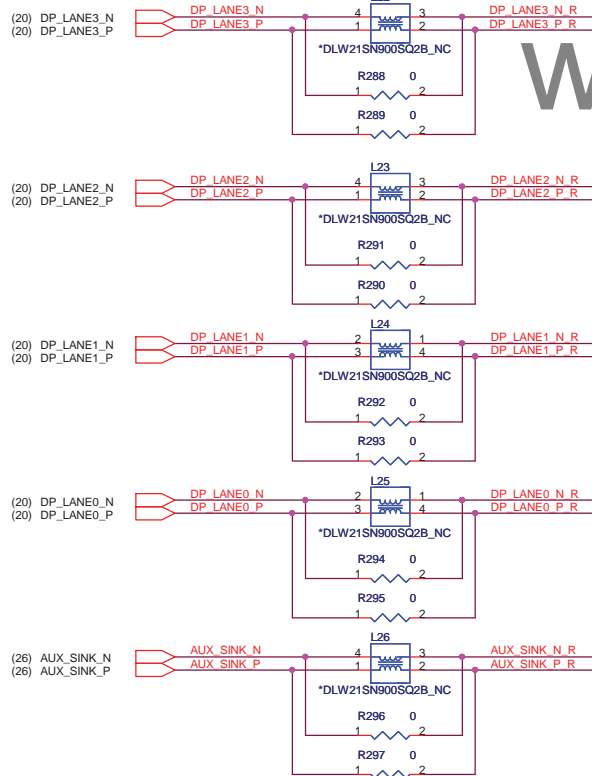 (20) DP_LANE3_N DP_LANE3_N 4 3 DP_LANE3_N_R
(20) DP_LANE3_P DP_LANE3_P 1 2 DP_LANE3_P_R
*DLW21SN900SQ2B_NC
W
R288 0
1 2
R289 0
1 2
L23
(20) DP_LANE2_N DP_LANE2_N 4 3 DP_LANE2_N_R
(20) DP_LANE2_P DP_LANE2_P 1 2 DP_LANE2_P_R
*DLW21SN900SQ2B_NC
R291 0
1 2
R290 0
1 2
L24
(20) DP_LANE1_N DP_LANE1_N 2 1 DP_LANE1_N_R
(20) DP_LANE1_P DP_LANE1_P 3 4 DP_LANE1_P_R
*DLW21SN900SQ2B_NC
R292 0
1 2
R293 0
1 2
L25
(20) DP_LANE0_N DP_LANE0_N 2 1 DP_LANE0_N_R
(20) DP_LANE0_P DP_LANE0_P 3 4 DP_LANE0_P_R
*DLW21SN900SQ2B_NC
R294 0
1 2
R295 0
1 2
L26
(26) AUX_SINK_N AUX_SINK_N 4 3 AUX_SINK_N_R
(26) AUX_SINK_P AUX_SINK_P 1 2 AUX_SINK_P_R
*DLW21SN900SQ2B_NC
R296 0
1 2
R297 0
1 2